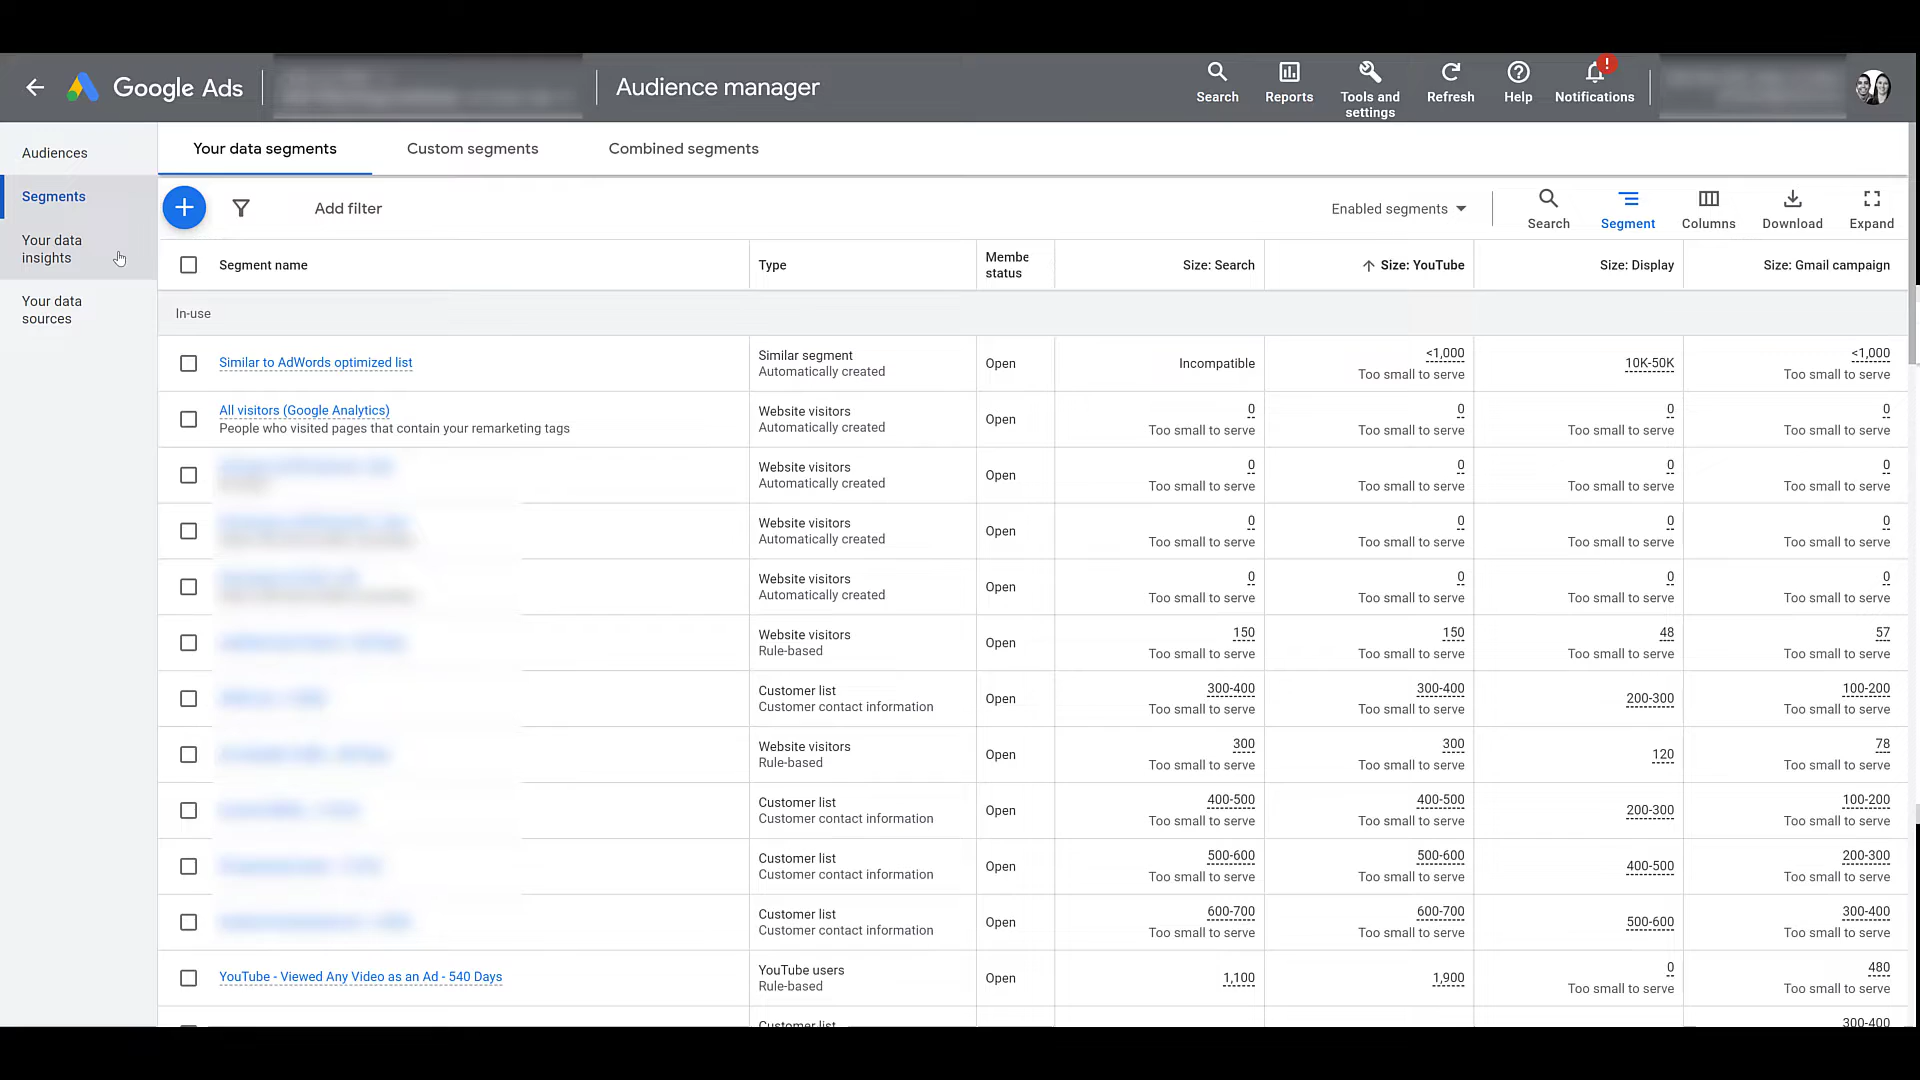 Google Ads
Audience manager
Search
Reports
Tools and
settings
Refresh
Help
!
Notifications
Audiences
Segments
Your data
insights
Your data
sources
Your data segments
Custom segments
Combined segments
Add filter
Enabled segments
Search
Segment
Columns
Download
Expand
Segment name
Type
Membe
status
Size: Search
Size: YouTube
Size: Display
Size: Gmail campaign
In-use
Similar to AdWords optimized list
Similar segment
Automatically created
Open
Incompatible
<1,000
Too small to serve
10K-50K
<1,000
Too small to serve
All visitors (Google Analytics)
People who visited pages that contain your remarketing tags
Website visitors
Automatically created
Open
0
Too small to serve
0
Too small to serve
0
Too small to serve
0
Too small to serve
Website visitors
Automatically created
Open
0
Too small to serve
0
Too small to serve
0
Too small to serve
0
Too small to serve
Website visitors
Automatically created
Open
0
Too small to serve
0
Too small to serve
0
Too small to serve
0
Too small to serve
Website visitors
Automatically created
Open
0
Too small to serve
0
Too small to serve
0
Too small to serve
0
Too small to serve
Website visitors
Rule-based
Open
150
Too small to serve
150
Too small to serve
48
Too small to serve
57
Too small to serve
Customer list
Customer contact information
Open
300-400
Too small to serve
300-400
Too small to serve
200-300
100-200
Too small to serve
Website visitors
Rule-based
Open
300
Too small to serve
300
Too small to serve
120
78
Too small to serve
Customer list
Customer contact information
Open
400-500
Too small to serve
400-500
Too small to serve
200-300
100-200
Too small to serve
Customer list
Customer contact information
Open
500-600
Too small to serve
500-600
Too small to serve
400-500
200-300
Too small to serve
Customer list
Customer contact information
Open
600-700
Too small to serve
600-700
Too small to serve
500-600
300-400
Too small to serve
YouTube - Viewed Any Video as an Ad - 540 Days
YouTube users
Rule-based
Open
1,100
1,900
0
Too small to serve
480
Too small to serve
Customer list
300-400